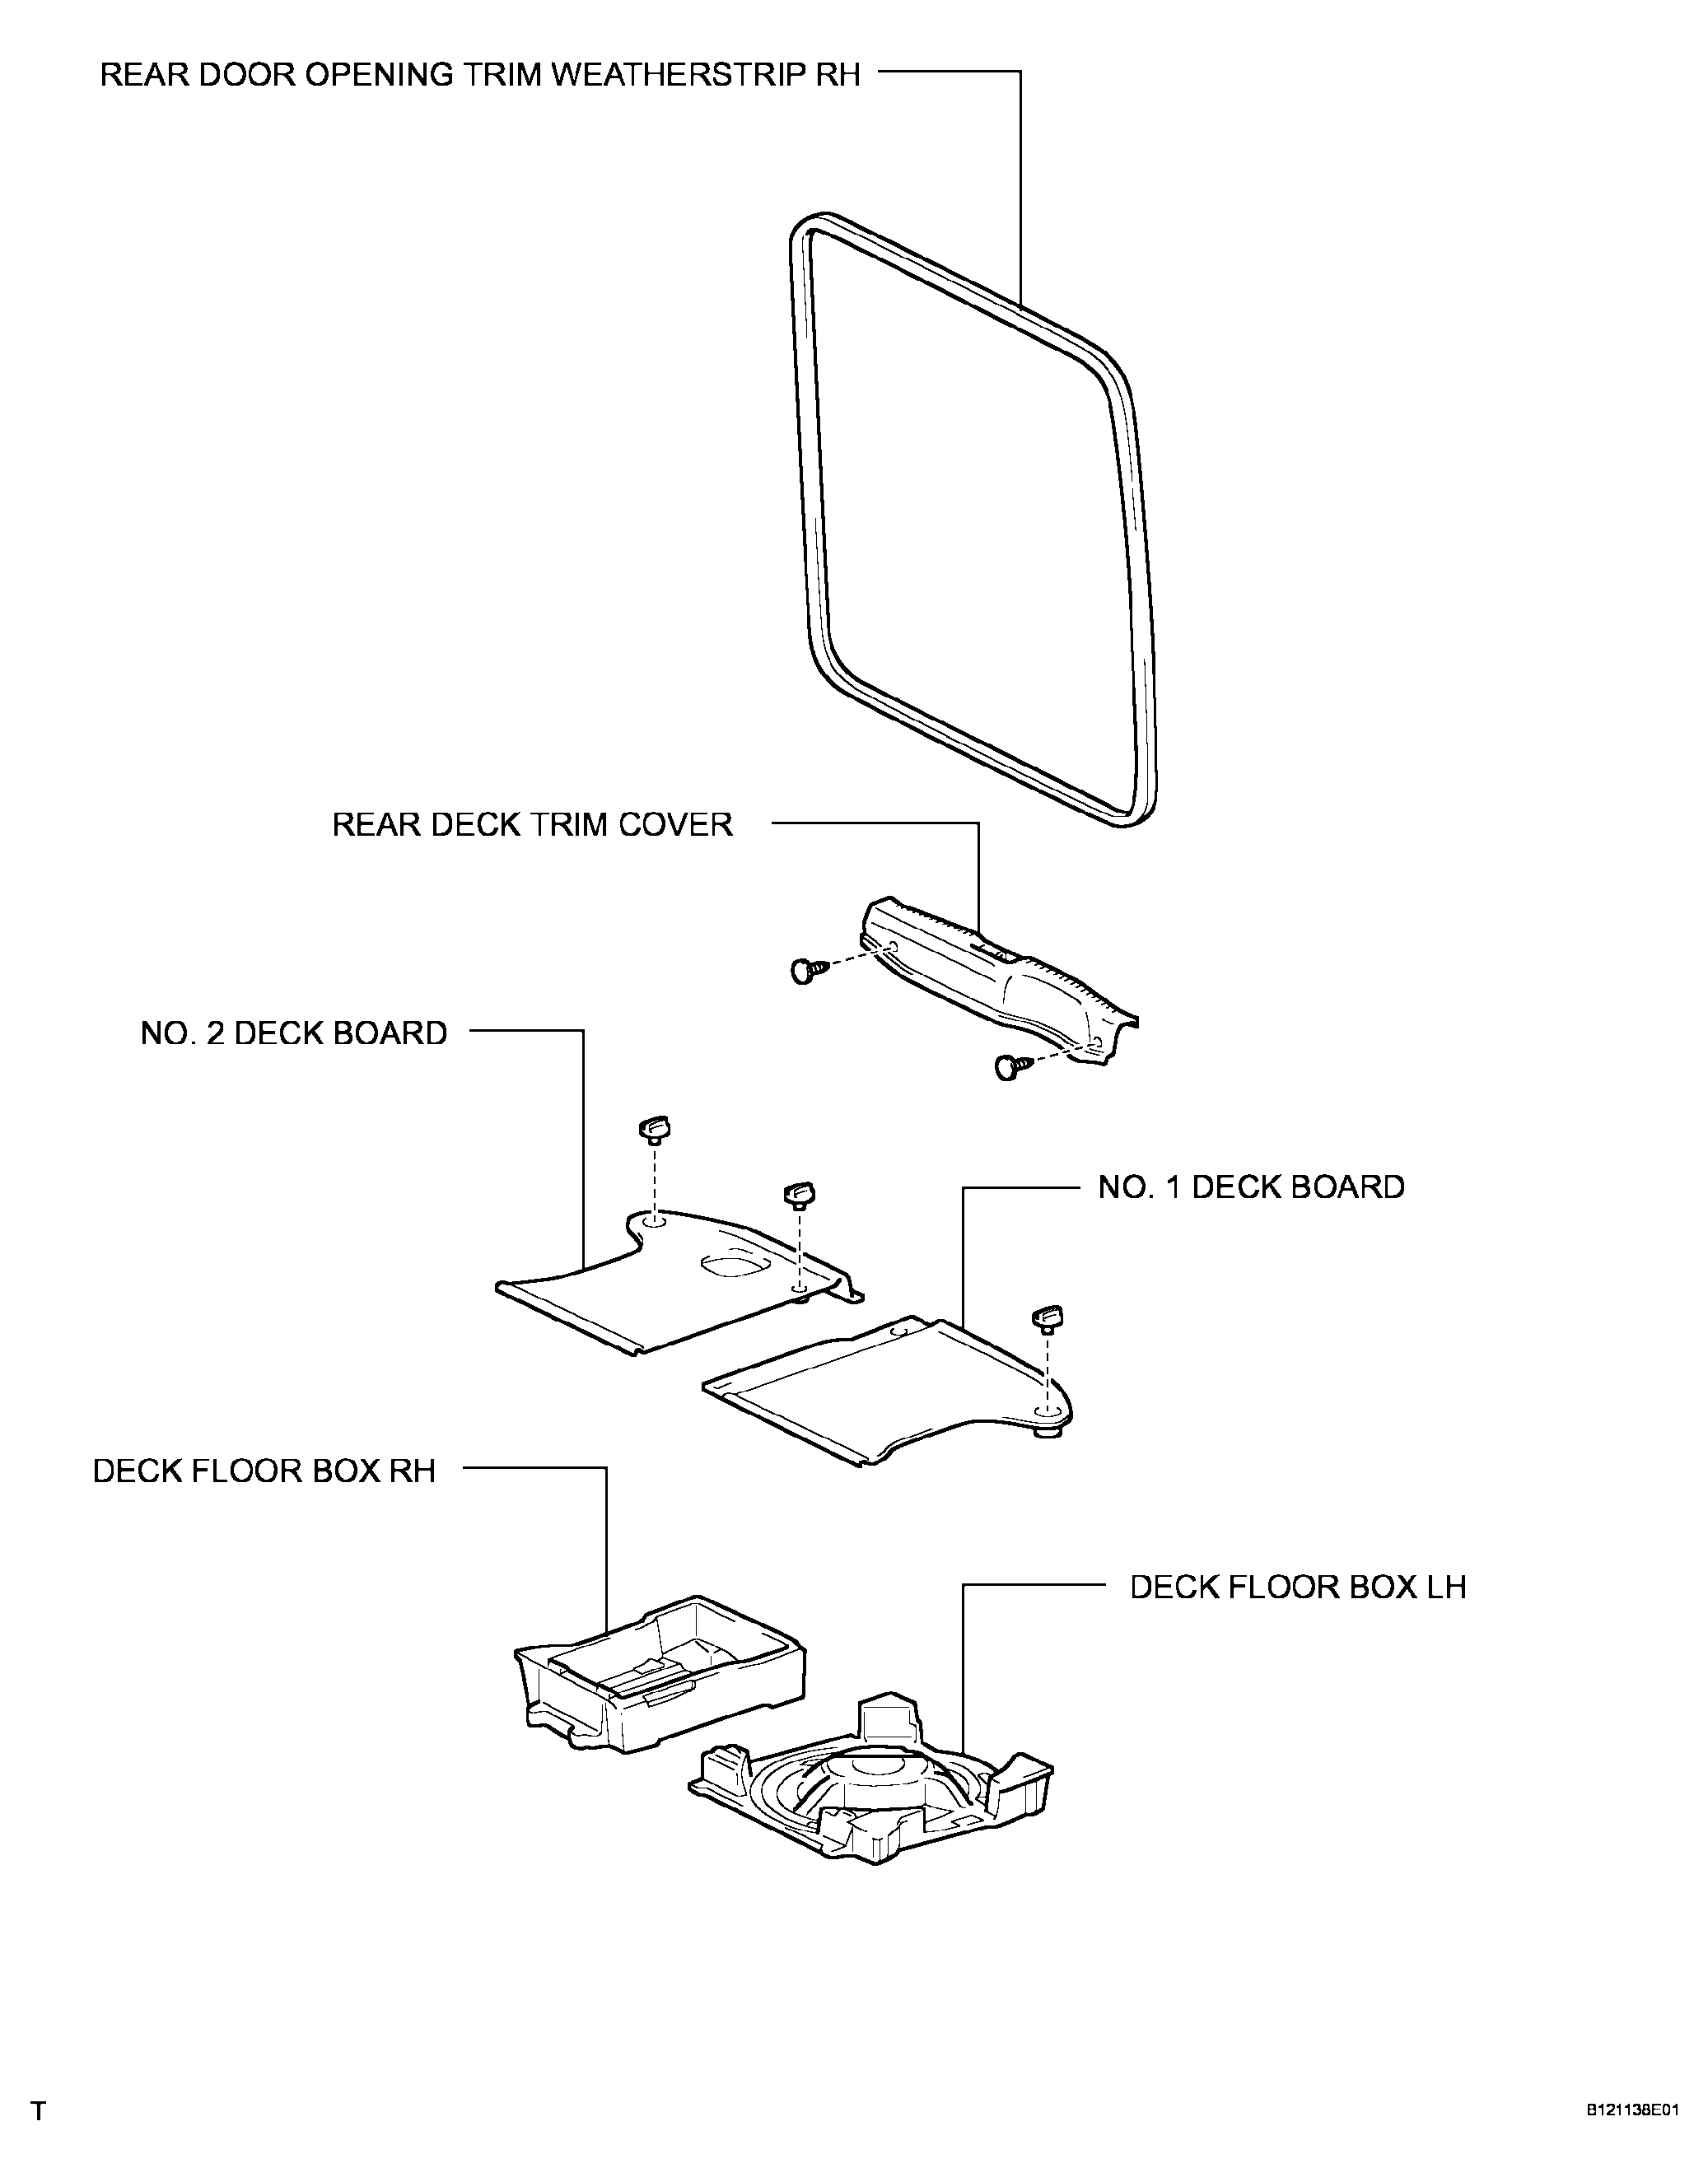 REAR DOOR OPENING TRIM WEATHERSTRIP RH
REAR DECK TRIM COVER
NO. 2 DECK BOARD
NO. 1 DECK BOARD
DECK FLOOR BOX RH
DECK FLOOR BOX LH
T
B121138E01